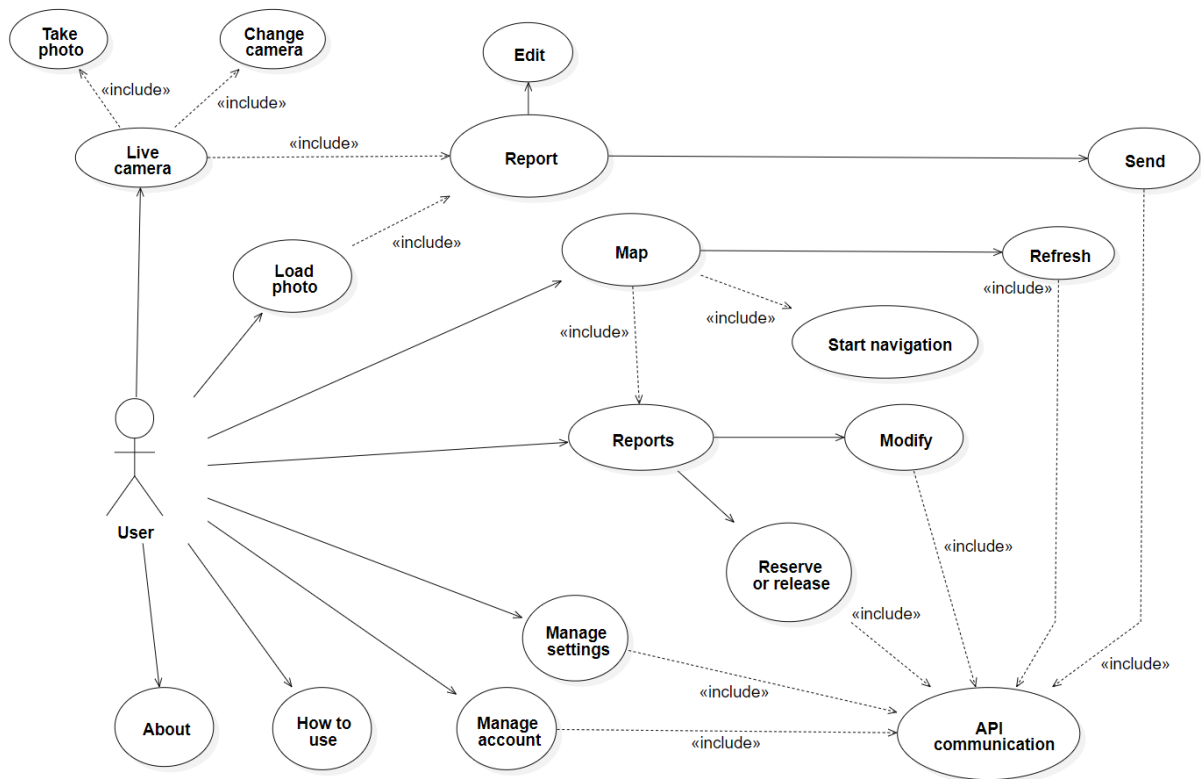 Take
photo
Change
camera
Edit
«include»
«include»
Live
camera
«include»
Report
Send
«include»
Load
photo
Map
Refresh
«include»
«include»
«include»
Start navigation
Reports
Modify
User
«include»
Reserve
or release
«include»
Manage
settings
«include»
«include»
About
How to
use
Manage
account
«include»
API
communication